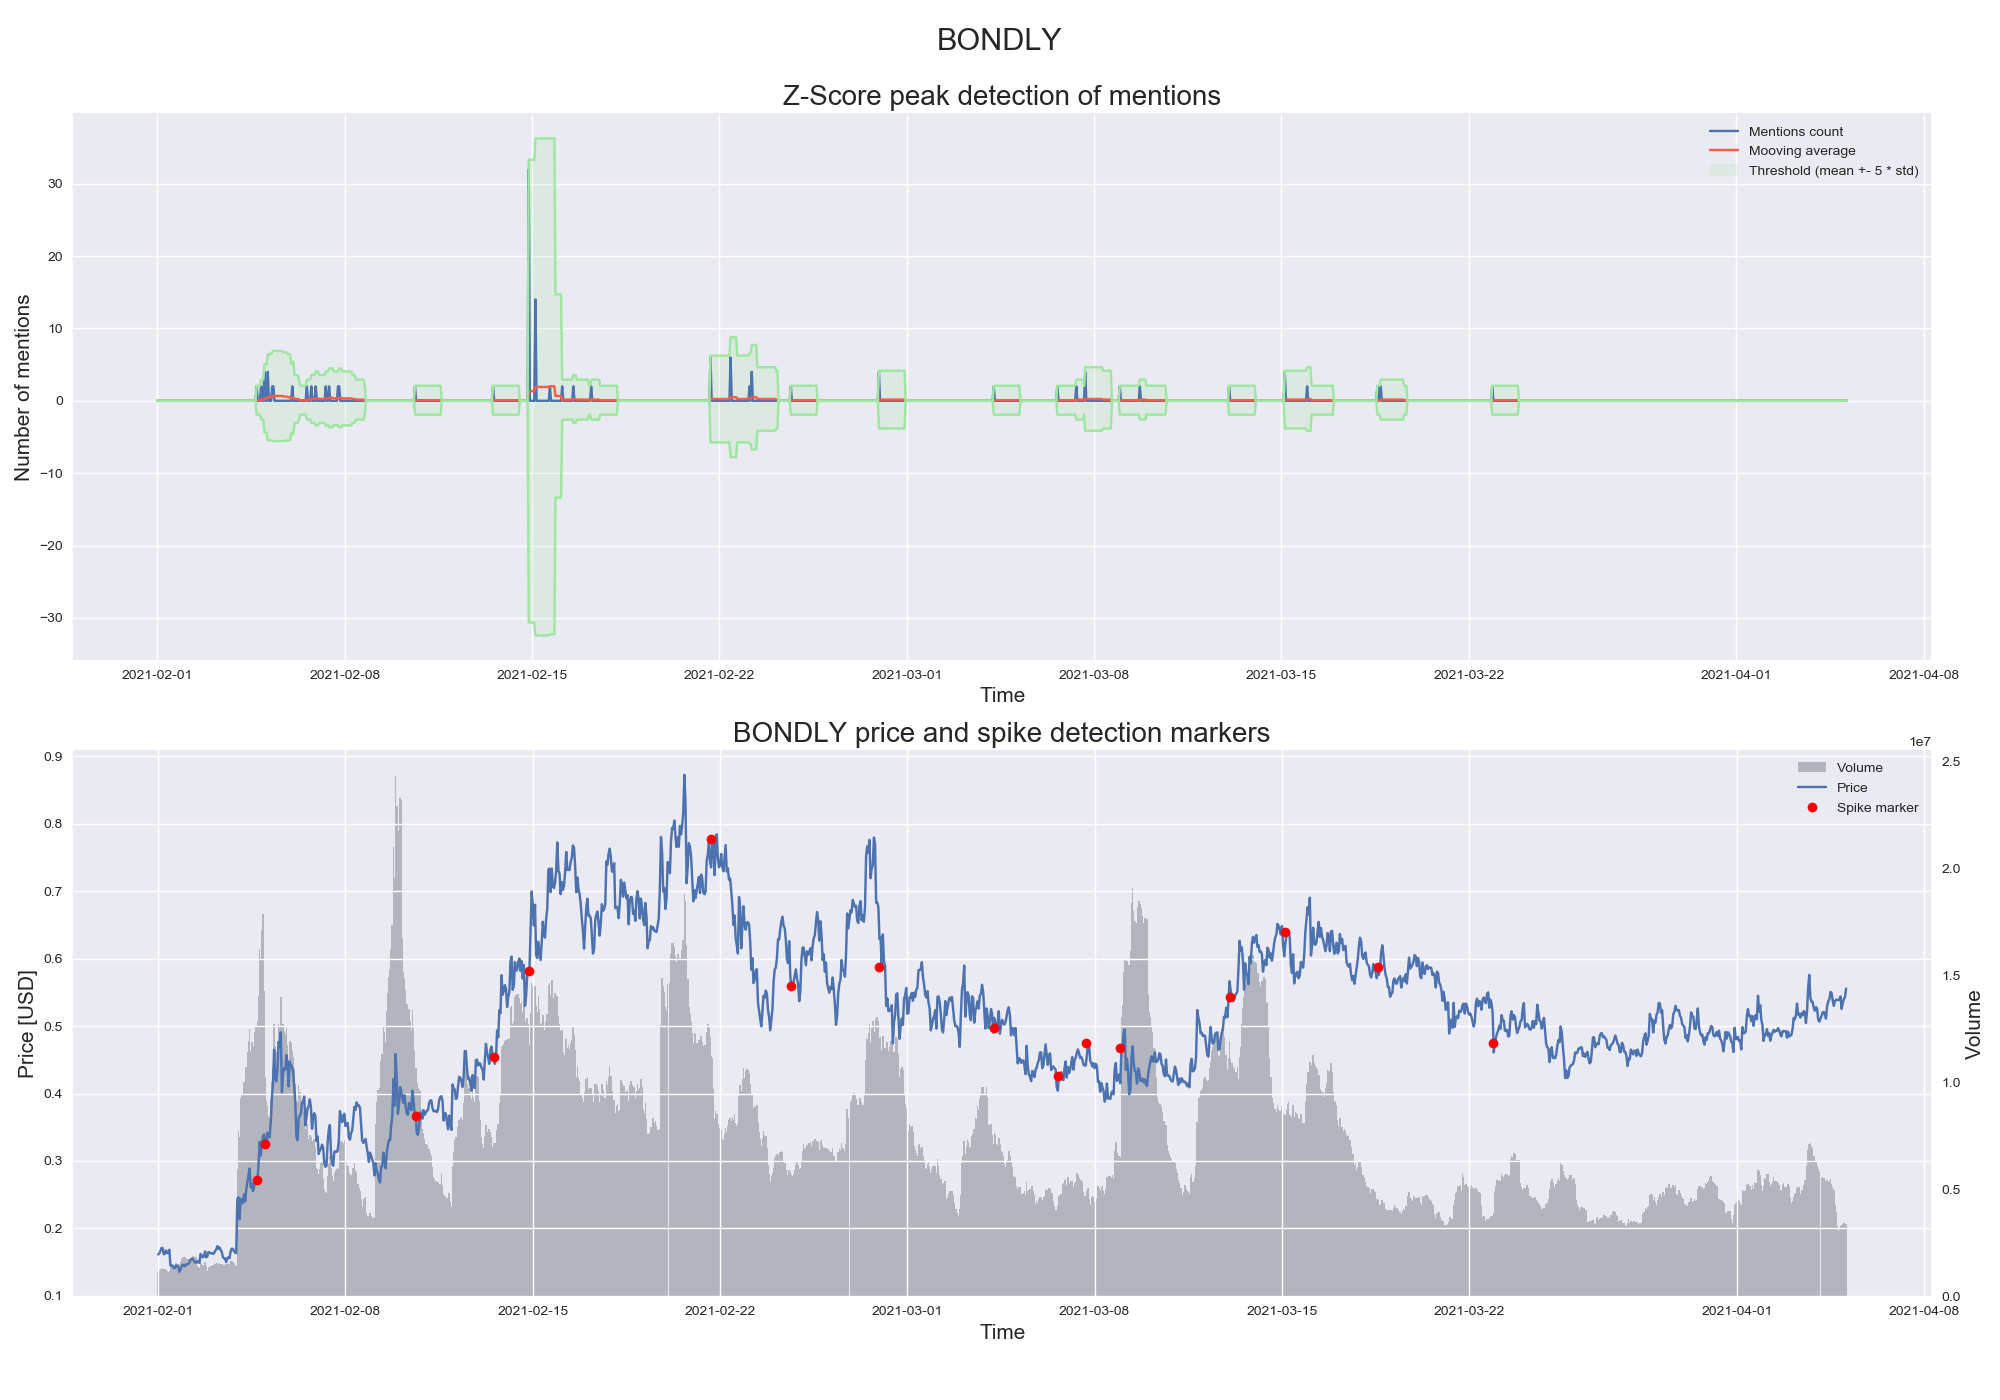 BONDLY
Z-Score peak detection of mentions
Mentions count
Mooving average
Threshold (mean +- 5 * std)
Number of mentions
30
20
10
0
−10
−20
−30
2021-02-01 2021-02-08 2021-02-15 2021-02-22 2021-03-01 2021-03-08 2021-03-15 2021-03-22 2021-04-01 2021-04-08
Time
BONDLY price and spike detection markers
1e7
Volume
Price
Spike marker
Price [USD]
0.9
0.8
0.7
0.6
0.5
0.4
0.3
0.2
0.1
2.5
2.0
1.5
1.0
0.5
0.0
Volume
2021-02-01 2021-02-08 2021-02-15 2021-02-22 2021-03-01 2021-03-08 2021-03-15 2021-03-22 2021-04-01 2021-04-08
Time